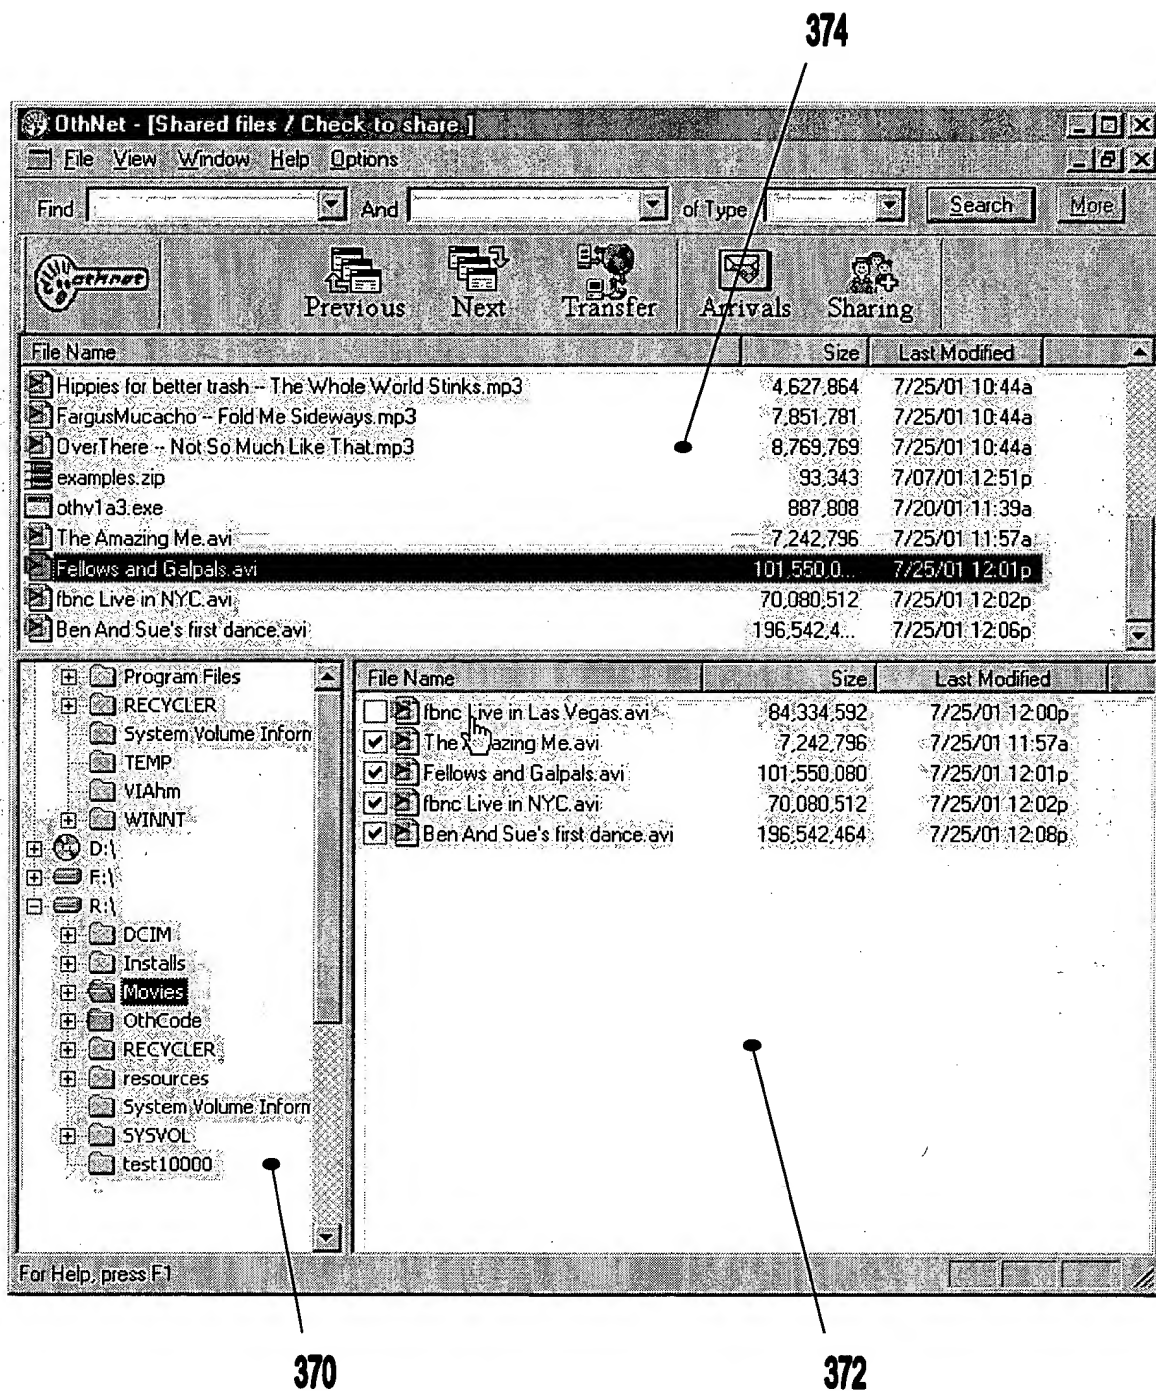 374
OthNet - [Shared files / Check to share.]
File View Window Help Options
Find And of Type Search More
othnet Previous Next Transfer Arrivals Sharing
File Name Size Last Modified
Hippies for better trash -- The Whole World Stinks.mp3 4,627,864 7/25/01 10:44a
FargusMucacho -- Fold Me Sideways.mp3 7,851,781 7/25/01 10:44a
OverThere -- Not So Much Like That.mp3 8,769,769 7/25/01 10:44a
examples.zip 93,343 7/07/01 12:51p
othv1a3.exe 887,808 7/20/01 11:39a
The Amazing Me.avi 7,242,796 7/25/01 11:57a
Fellows and Galpals.avi 101,550,0... 7/25/01 12:01p
fbnc Live in NYC.avi 70,080,512 7/25/01 12:02p
Ben And Sue's first dance.avi 196,542,4... 7/25/01 12:06p
Program Files
RECYCLER
System Volume Inform
TEMP
VIAhm
WINNT
D:\
F:\
R:\
DCIM
Installs
Movies
OthCode
RECYCLER
resources
System Volume Inform
SYSVOL
test10000
File Name Size Last Modified
fbnc Live in Las Vegas.avi 84,334,592 7/25/01 12:00p
The azing Me.avi 7,242,796 7/25/01 11:57a
Fellows and Galpals.avi 101,550,080 7/25/01 12:01p
fbnc Live in NYC.avi 70,080,512 7/25/01 12:02p
Ben And Sue's first dance.avi 196,542,464 7/25/01 12:08p
For Help, press F1
370
372